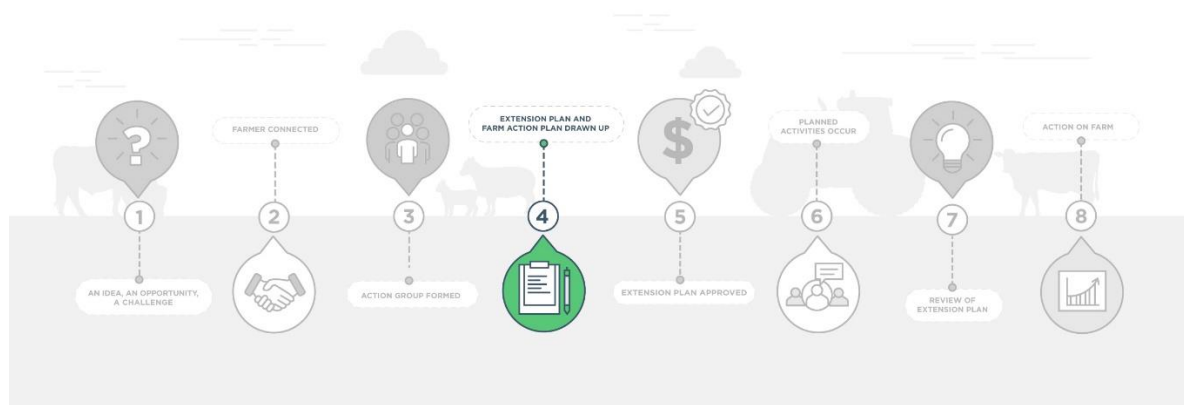 1
AN IDEA, AN OPPORTUNITY,
A CHALLENGE
FARMER CONNECTED
2
3
ACTION GROUP FORMED
EXTENSION PLAN AND
FARM ACTION PLAN DRAWN UP
4
$
5
EXTENSION PLAN APPROVED
PLANNED
ACTIVITIES OCCUR
6
7
REVIEW OF
EXTENSION PLAN
ACTION ON FARM
8